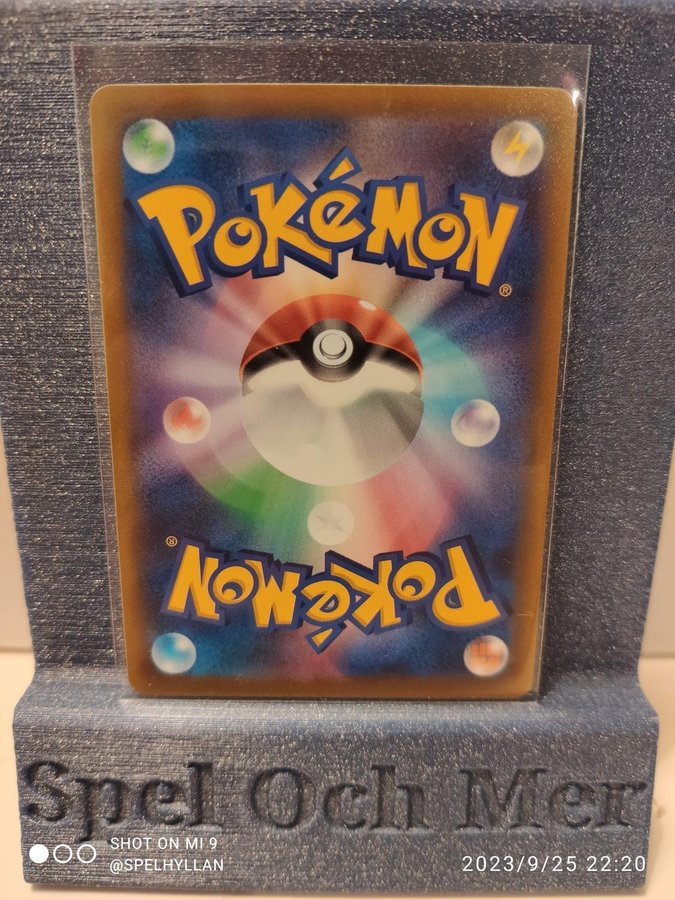 POKéMON
®
®
POKéMON
Spel Och Mer
SHOT ON MI 9
@SPELHYLLAN
2023/9/25 22:20